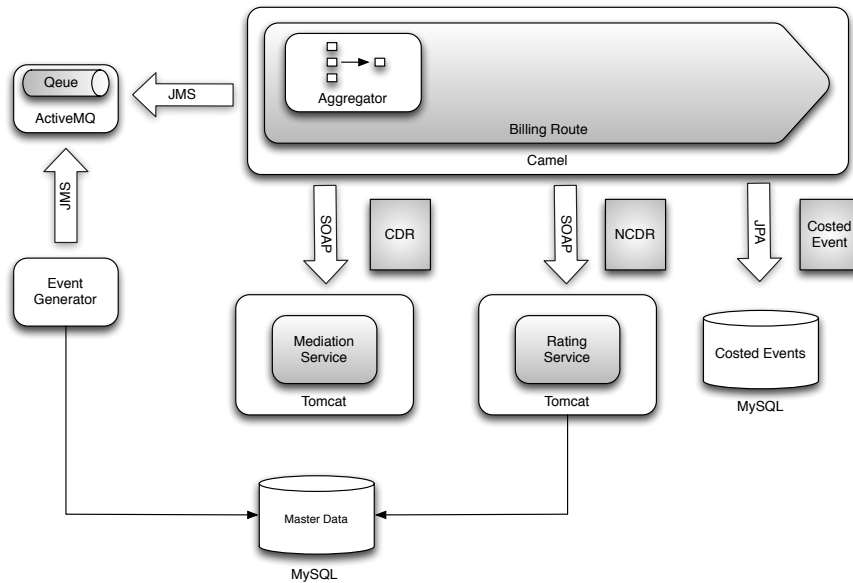 Qeue
ActiveMQ
JMS
Aggregator
Billing Route
Camel
JMS
SOAP
CDR
SOAP
NCDR
JPA
Costed
Event
Event
Generator
Mediation
Service
Tomcat
Rating
Service
Tomcat
Costed Events
MySQL
Master Data
MySQL